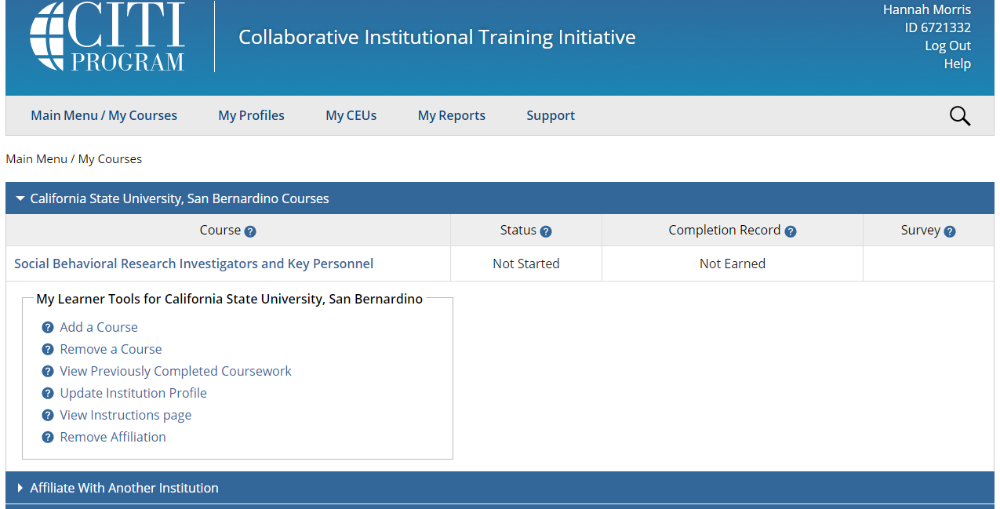 CITI
PROGRAM
Collaborative Institutional Training Initiative
Hannah Morris
ID 6721332
Log Out
Help
Main Menu / My Courses My Profiles My CEUs My Reports Support
Main Menu / My Courses
California State University, San Bernardino Courses
Course ? Status ? Completion Record ? Survey ?
Social Behavioral Research Investigators and Key Personnel Not Started Not Earned
My Learner Tools for California State University, San Bernardino
? Add a Course
? Remove a Course
? View Previously Completed Coursework
? Update Institution Profile
? View Instructions page
? Remove Affiliation
Affiliate With Another Institution